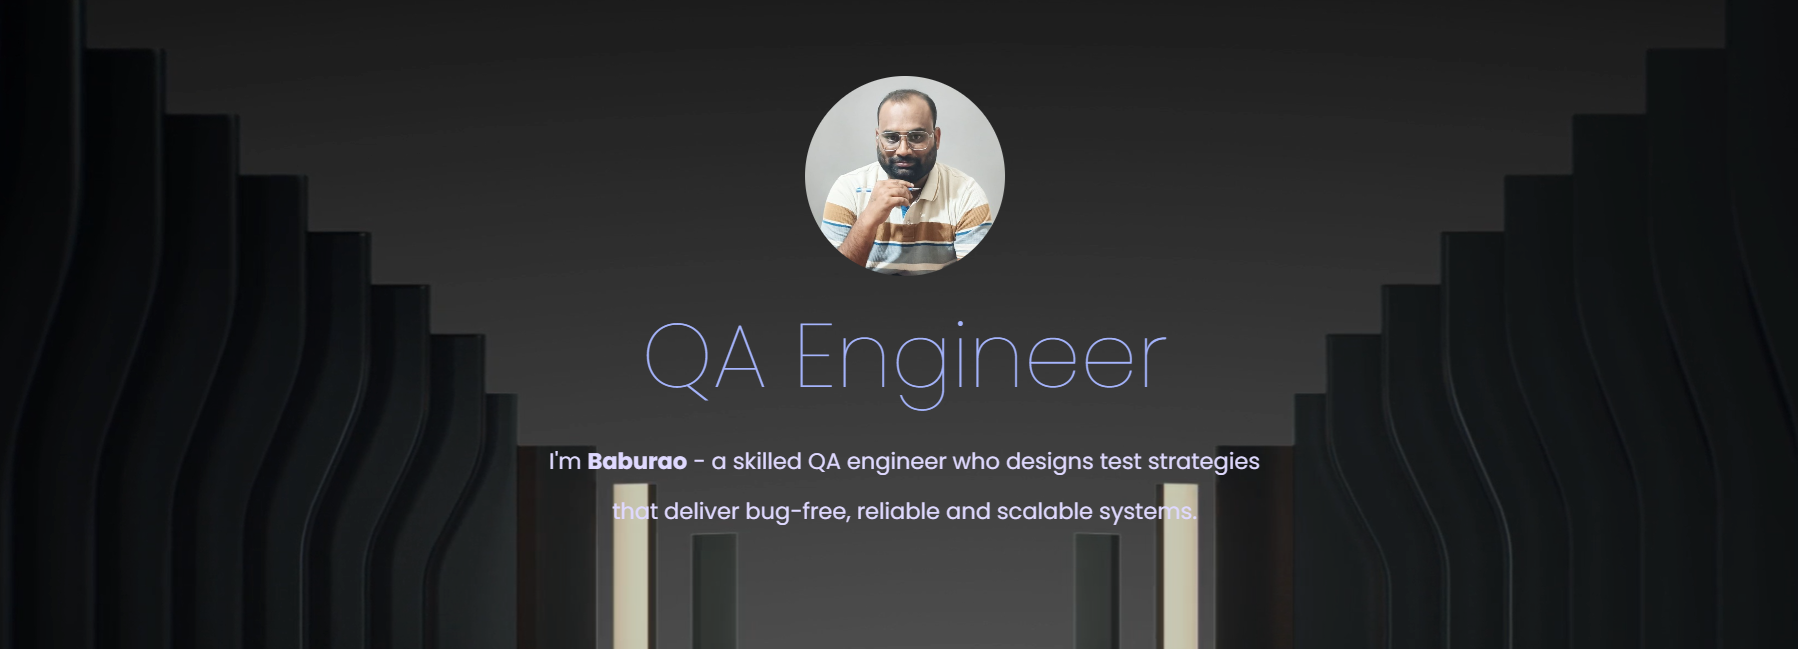 QA Engineer
I'm Baburao - a skilled QA engineer who designs test strategies
that deliver bug-free, reliable and scalable systems.